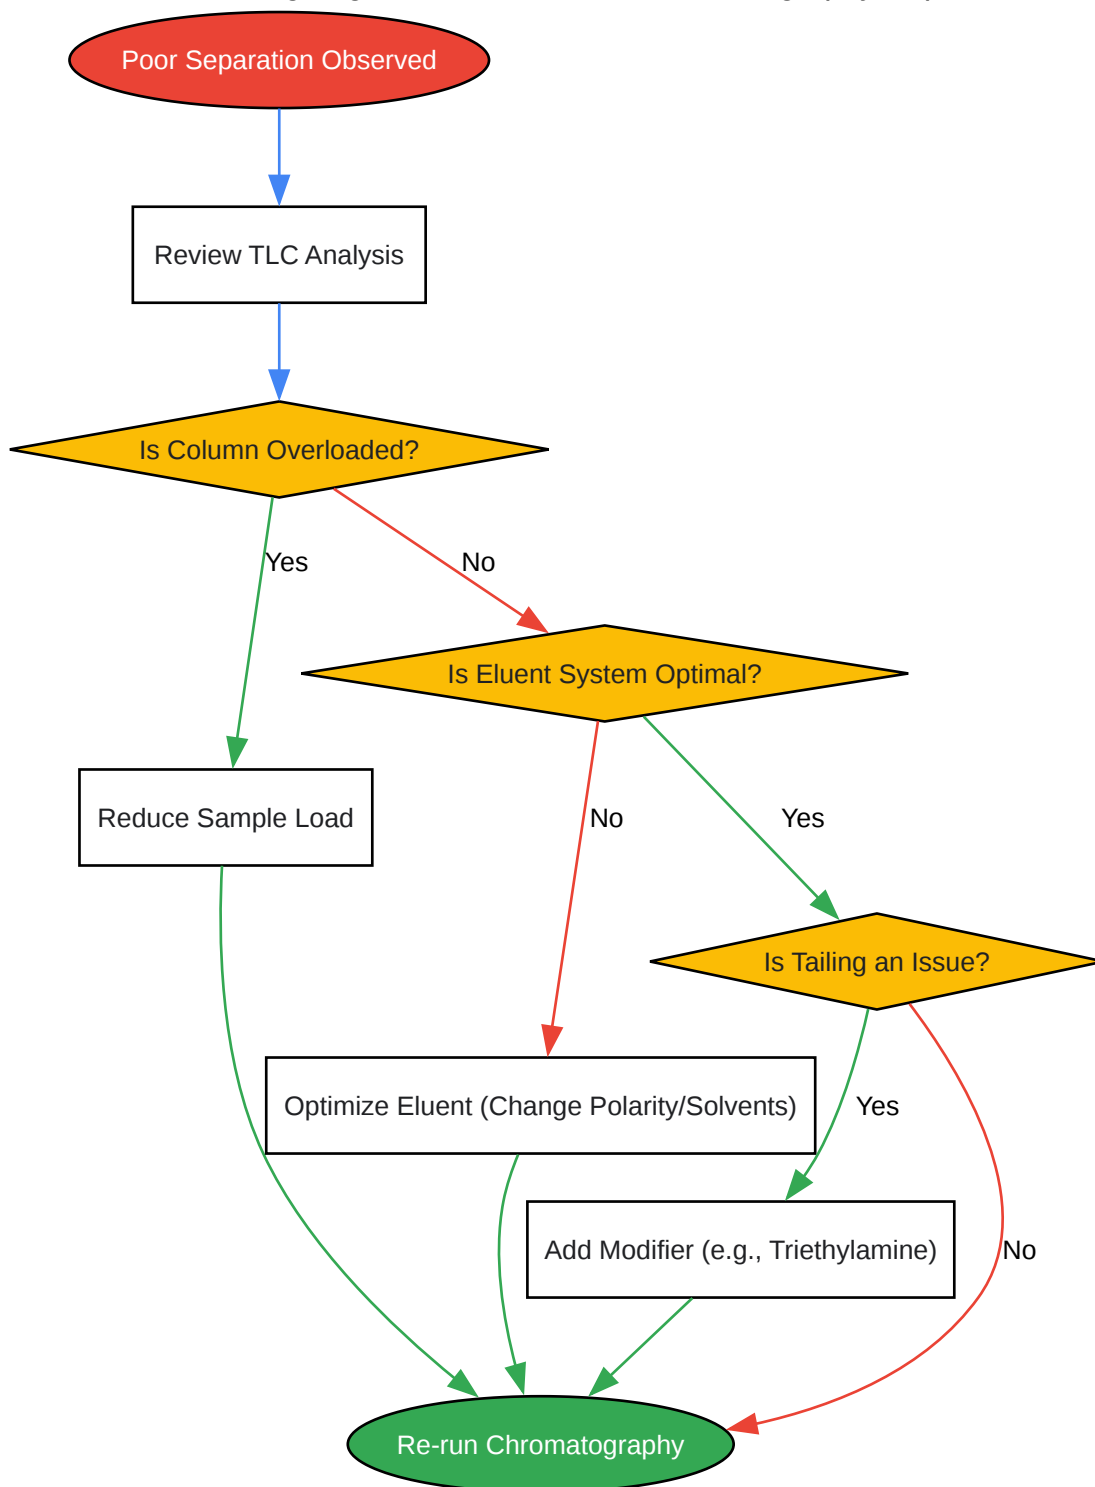 Poor Separation Observed
Review TLC Analysis
Is Column Overloaded?
Yes
No
Is Eluent System Optimal?
Reduce Sample Load
No
Yes
Is Tailing an Issue?
Optimize Eluent (Change Polarity/Solvents)
Yes
Add Modifier (e.g., Triethylamine)
No
Re-run Chromatography